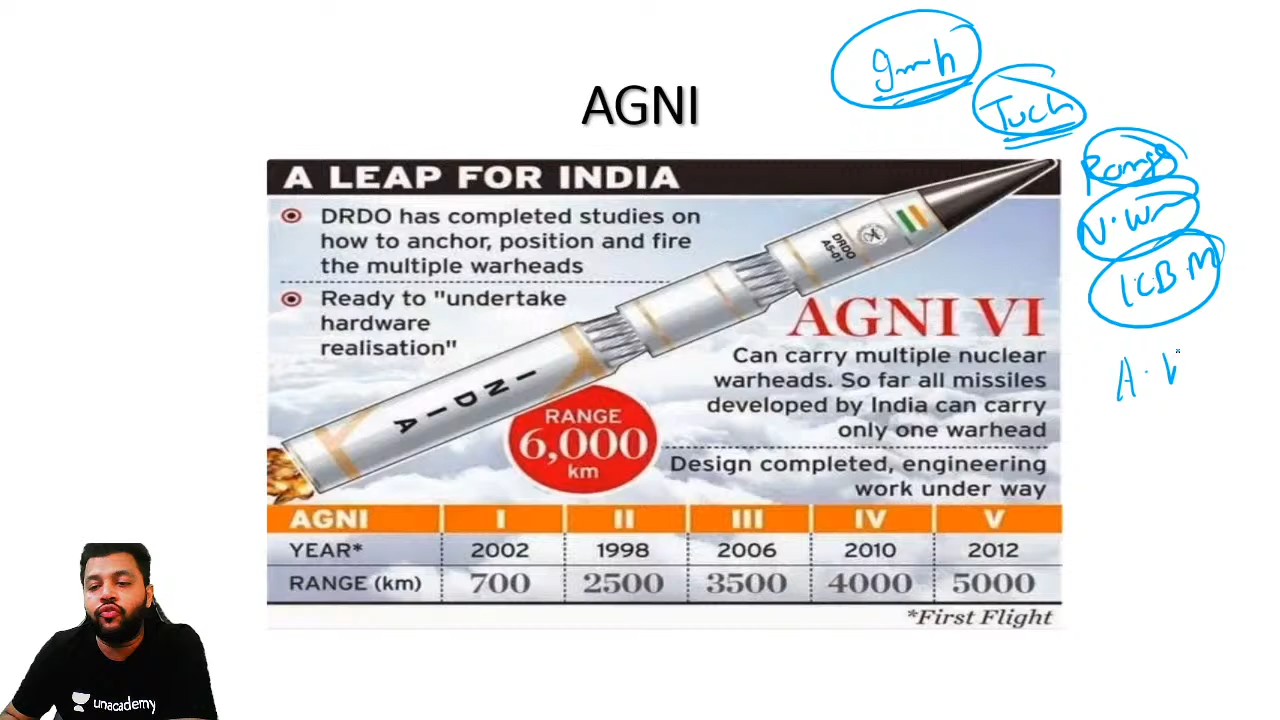 AGNI
Tech
Range
N.W
ICBM
A.
A LEAP FOR INDIA
DRDO has completed studies on
how to anchor, position and fire
the multiple warheads
Ready to "undertake
hardware
realisation"
DRDO
A5-01
INDIA
RANGE
6,000
km
AGNI VI
Can carry multiple nuclear
warheads. So far all missiles
developed by India can carry
only one warhead
Design completed, engineering
work under way
AGNI I II III IV V
YEAR* 2002 1998 2006 2010 2012
RANGE (km) 700 2500 3500 4000 5000
*First Flight
unacademy